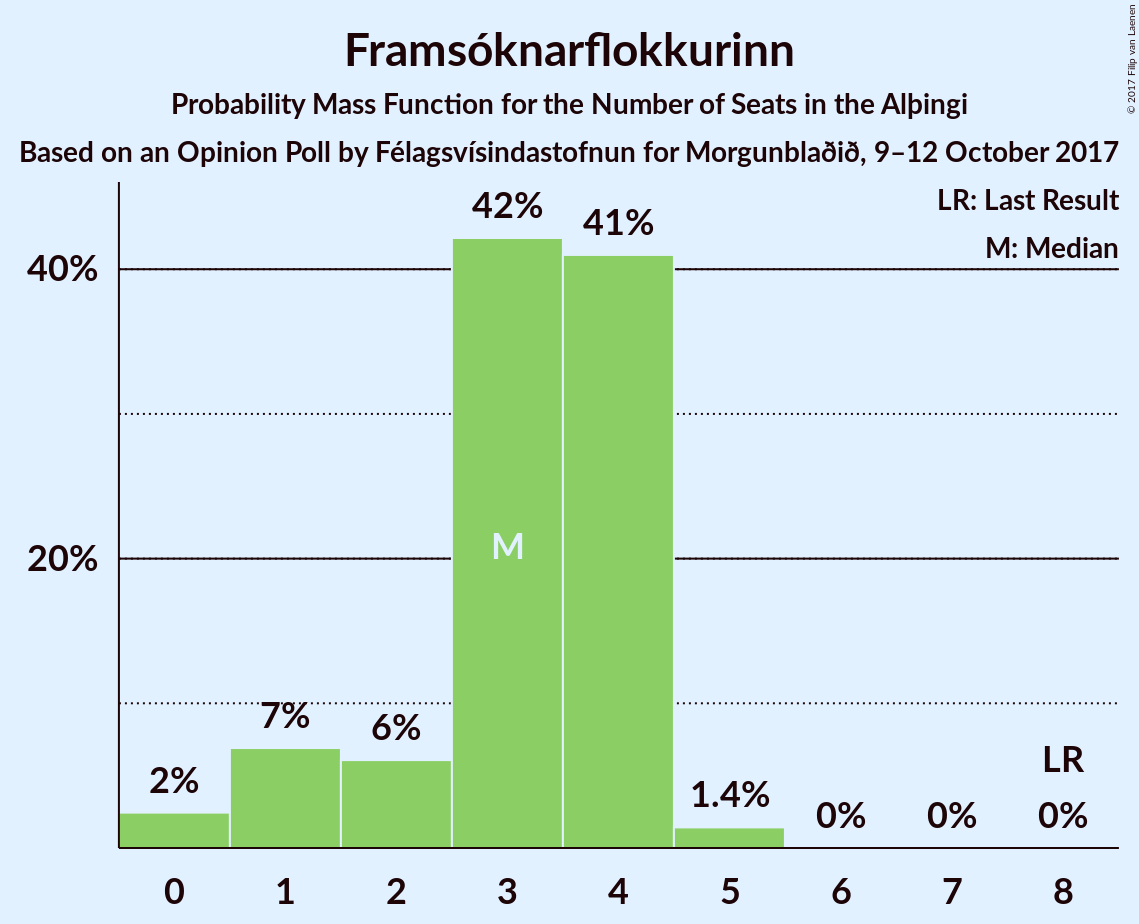 Framsóknarflokkurinn
Probability Mass Function for the Number of Seats in the Alþingi
Based on an Opinion Poll by Félagsvísindastofnun for Morgunblaðið, 9–12 October 2017
© 2017 Filip van Laenen
LR: Last Result
M: Median
42%
41%
40%
20%
M
7%
6%
2%
1.4%
0%
0%
LR
0%
0 1 2 3 4 5 6 7 8